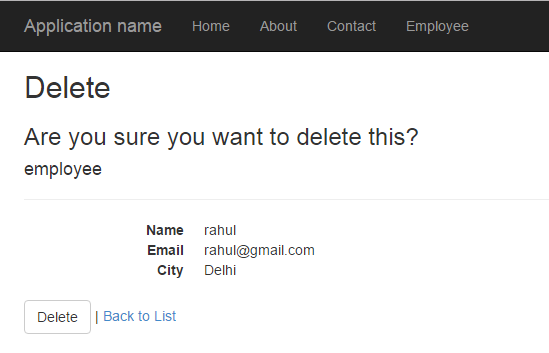 Application name Home About Contact Employee
Delete
Are you sure you want to delete this?
employee
Name rahul
Email rahul@gmail.com
City Delhi
Delete | Back to List